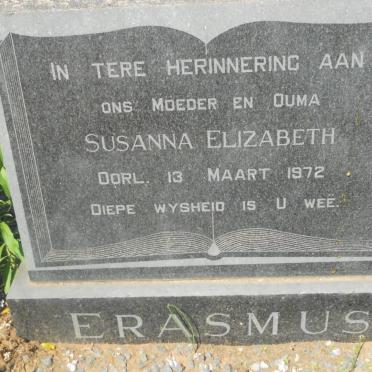 IN TERE HERINNERING AAN
ONS MOEDER EN OUMA
SUSANNA ELIZABETH
OORL. 13 MAART 1972
DIEPE WYSHEID IS U WEË.
ERASMUS